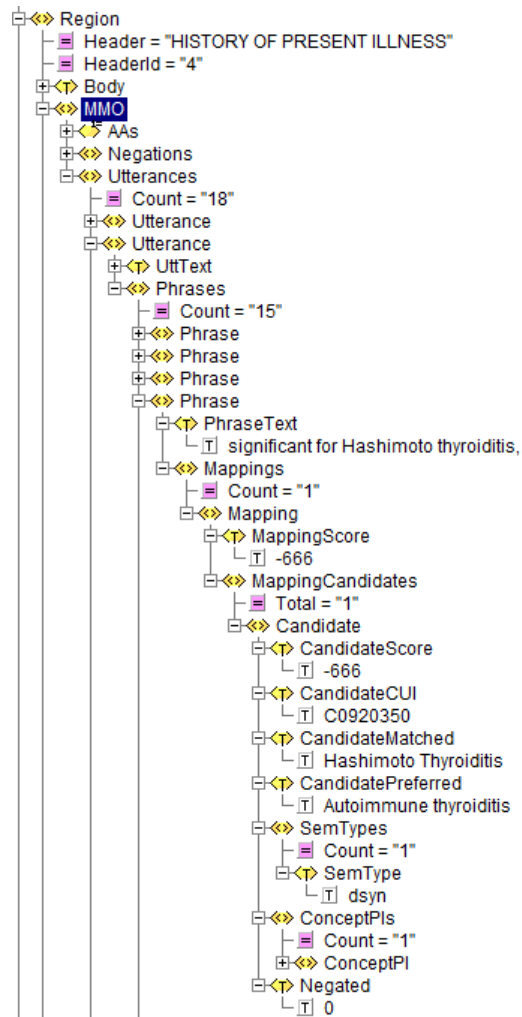 Region
Header = "HISTORY OF PRESENT ILLNESS"
HeaderId = "4"
Body
MMO
AAs
Negations
Utterances
Count = "18"
Utterance
Utterance
UttText
Phrases
Count = "15"
Phrase
Phrase
Phrase
Phrase
PhraseText
significant for Hashimoto thyroiditis,
Mappings
Count = "1"
Mapping
MappingScore
-666
MappingCandidates
Total = "1"
Candidate
CandidateScore
-666
CandidateCUI
C0920350
CandidateMatched
Hashimoto Thyroiditis
CandidatePreferred
Autoimmune thyroiditis
SemTypes
Count = "1"
SemType
dsyn
ConceptPIs
Count = "1"
ConceptPI
Negated
0